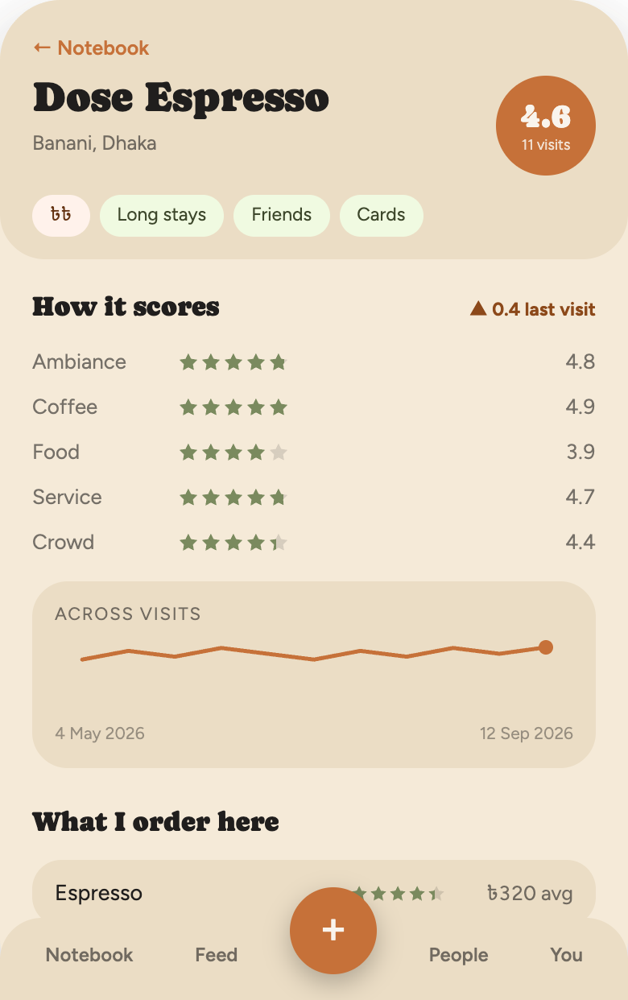 ← Notebook
Dose Espresso
Banani, Dhaka
4.6
11 visits
৳৳
Long stays
Friends
Cards
How it scores
▲ 0.4 last visit
Ambiance 4.8
Coffee 4.9
Food 3.9
Service 4.7
Crowd 4.4
ACROSS VISITS
4 May 2026
12 Sep 2026
What I order here
Espresso ৳320 avg
+
Notebook
Feed
People
You